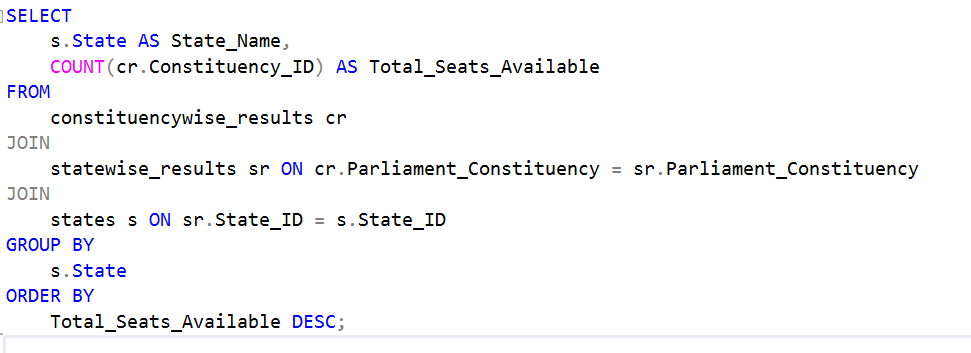 SELECT
s.State AS State_Name,
COUNT(cr.Constituency_ID) AS Total_Seats_Available
FROM
constituencywise_results cr
JOIN
statewise_results sr ON cr.Parliament_Constituency = sr.Parliament_Constituency
JOIN
states s ON sr.State_ID = s.State_ID
GROUP BY
s.State
ORDER BY
Total_Seats_Available DESC;